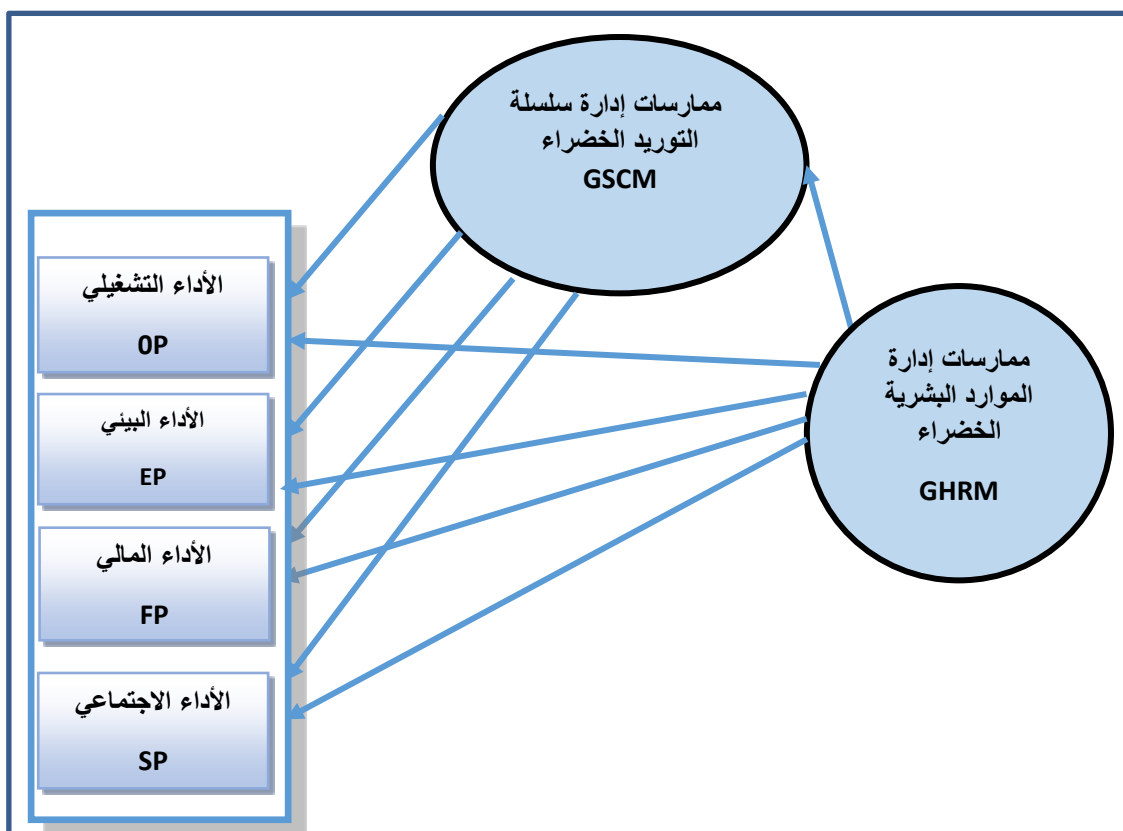 ممارسات إدارة سلسلة
التوريد الخضراء
GSCM
ممارسات إدارة
الموارد البشرية
الخضراء
GHRM
الأداء التشغيلي
0P
الأداء البيئي
EP
الأداء المالي
FP
الأداء الاجتماعي
SP